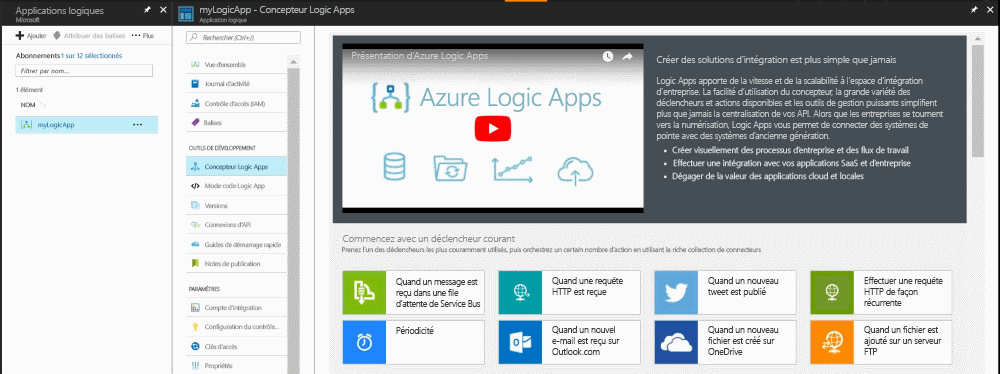 Applications logiques
Microsoft
Ajouter
Attribuer des balises
Plus
Abonnements 1 sur 12 sélectionnés
Filtrer par nom...
1 élément
NOM
myLogicApp
myLogicApp - Concepteur Logic Apps
Application logique
Rechercher (Ctrl+/)
Vue d'ensemble
Journal d'activité
Contrôle d'accès (IAM)
Balises
OUTILS DE DÉVELOPPEMENT
Concepteur Logic Apps
Mode code Logic App
Versions
Connexions d'API
Guides de démarrage rapide
Notes de publication
PARAMÈTRES
Compte d'intégration
Configuration du contrôle...
Clés d'accès
Propriétés
Présentation d'Azure Logic Apps
Azure Logic Apps
Créer des solutions d'intégration est plus simple que jamais
Logic Apps apporte de la vitesse et de la scalabilité à l'espace d'intégration
d'entreprise. La facilité d'utilisation du concepteur, la grande variété des
déclencheurs et actions disponibles et les outils de gestion puissants simplifient
plus que jamais la centralisation de vos API. Alors que les entreprises se tournent
vers la numérisation, Logic Apps vous permet de connecter des systèmes de
pointe avec des systèmes d'ancienne génération.
• Créer visuellement des processus d'entreprise et des flux de travail
• Effectuer une intégration avec vos applications SaaS et d'entreprise
• Dégager de la valeur des applications cloud et locales
Commencez avec un déclencheur courant
Prenez l'un des déclencheurs les plus couramment utilisés, puis orchestrez un certain nombre d'action en utilisant la riche collection de connecteurs
Quand un message est
reçu dans une file
d'attente de Service Bus
Quand une requête
HTTP est reçue
Quand un nouveau
tweet est publié
Effectuer une requête
HTTP de façon
récurrente
Périodicité
Quand un nouvel
e-mail est reçu sur
Outlook.com
Quand un nouveau
fichier est créé sur
OneDrive
Quand un fichier est
ajouté sur un serveur
FTP